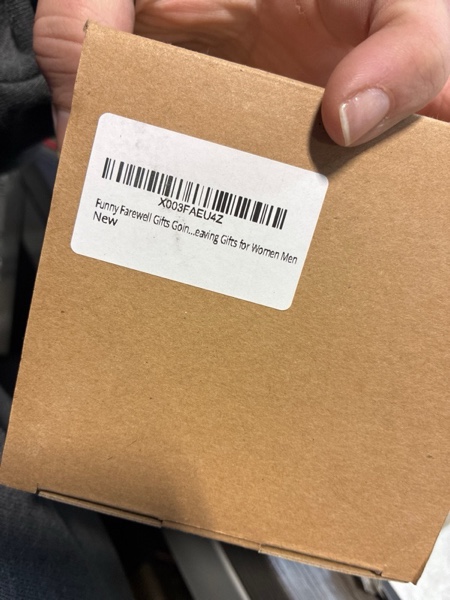 X003FAEU4Z
Funny Farewell Gifts Goin...eaving Gifts for Women Men
New